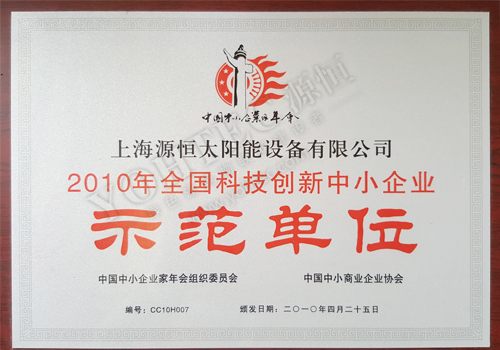 中国中小企业家年会
上海源恒太阳能设备有限公司
2010年全国科技创新中小企业
示范单位
中国中小企业家年会组织委员会 中国中小商业企业协会
编号：CC10H007 颁发日期：二〇一〇年四月二十五日